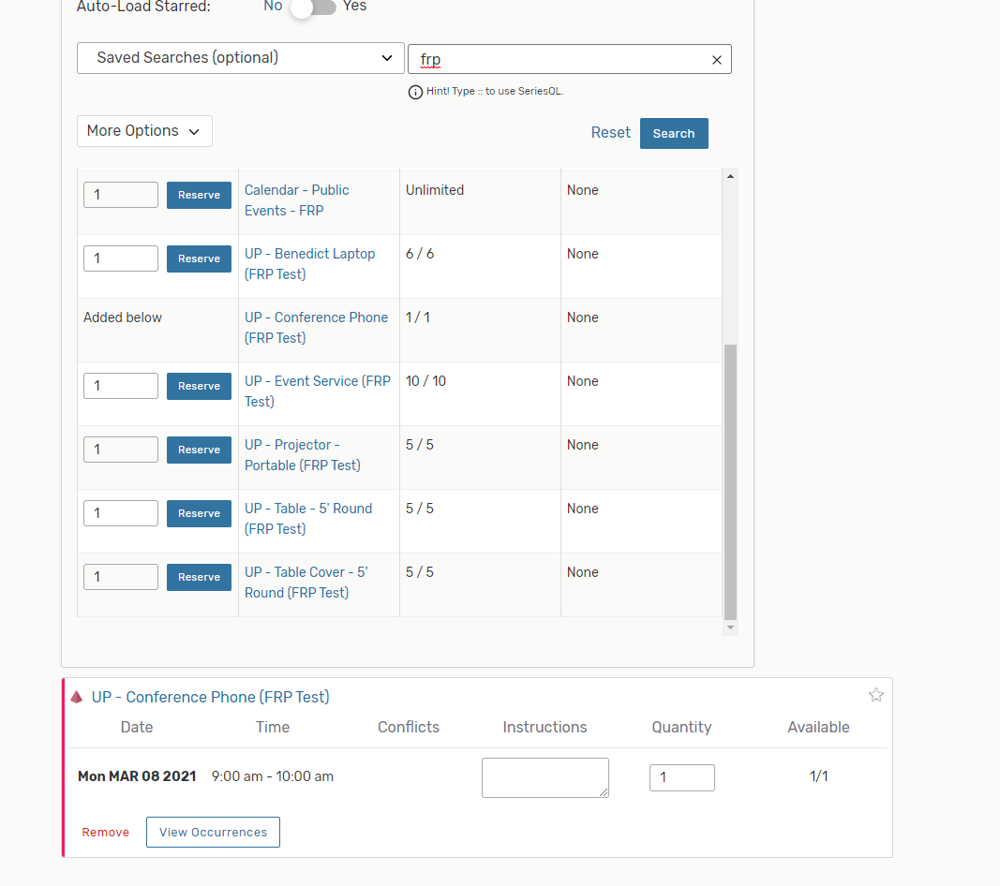 Auto-Load Starred: No Yes
Saved Searches (optional) frp
Hint! Type :: to use SeriesQL.
More Options Reset Search
1 Reserve Calendar - Public Unlimited None
Events - FRP
1 Reserve UP - Benedict Laptop 6 / 6 None
(FRP Test)
Added below UP - Conference Phone 1 / 1 None
(FRP Test)
1 Reserve UP - Event Service (FRP 10 / 10 None
Test)
1 Reserve UP - Projector - 5 / 5 None
Portable (FRP Test)
1 Reserve UP - Table - 5' Round 5 / 5 None
(FRP Test)
1 Reserve UP - Table Cover - 5' 5 / 5 None
Round (FRP Test)
UP - Conference Phone (FRP Test)
Date Time Conflicts Instructions Quantity Available
Mon MAR 08 2021 9:00 am - 10:00 am 1 1/1
Remove View Occurrences